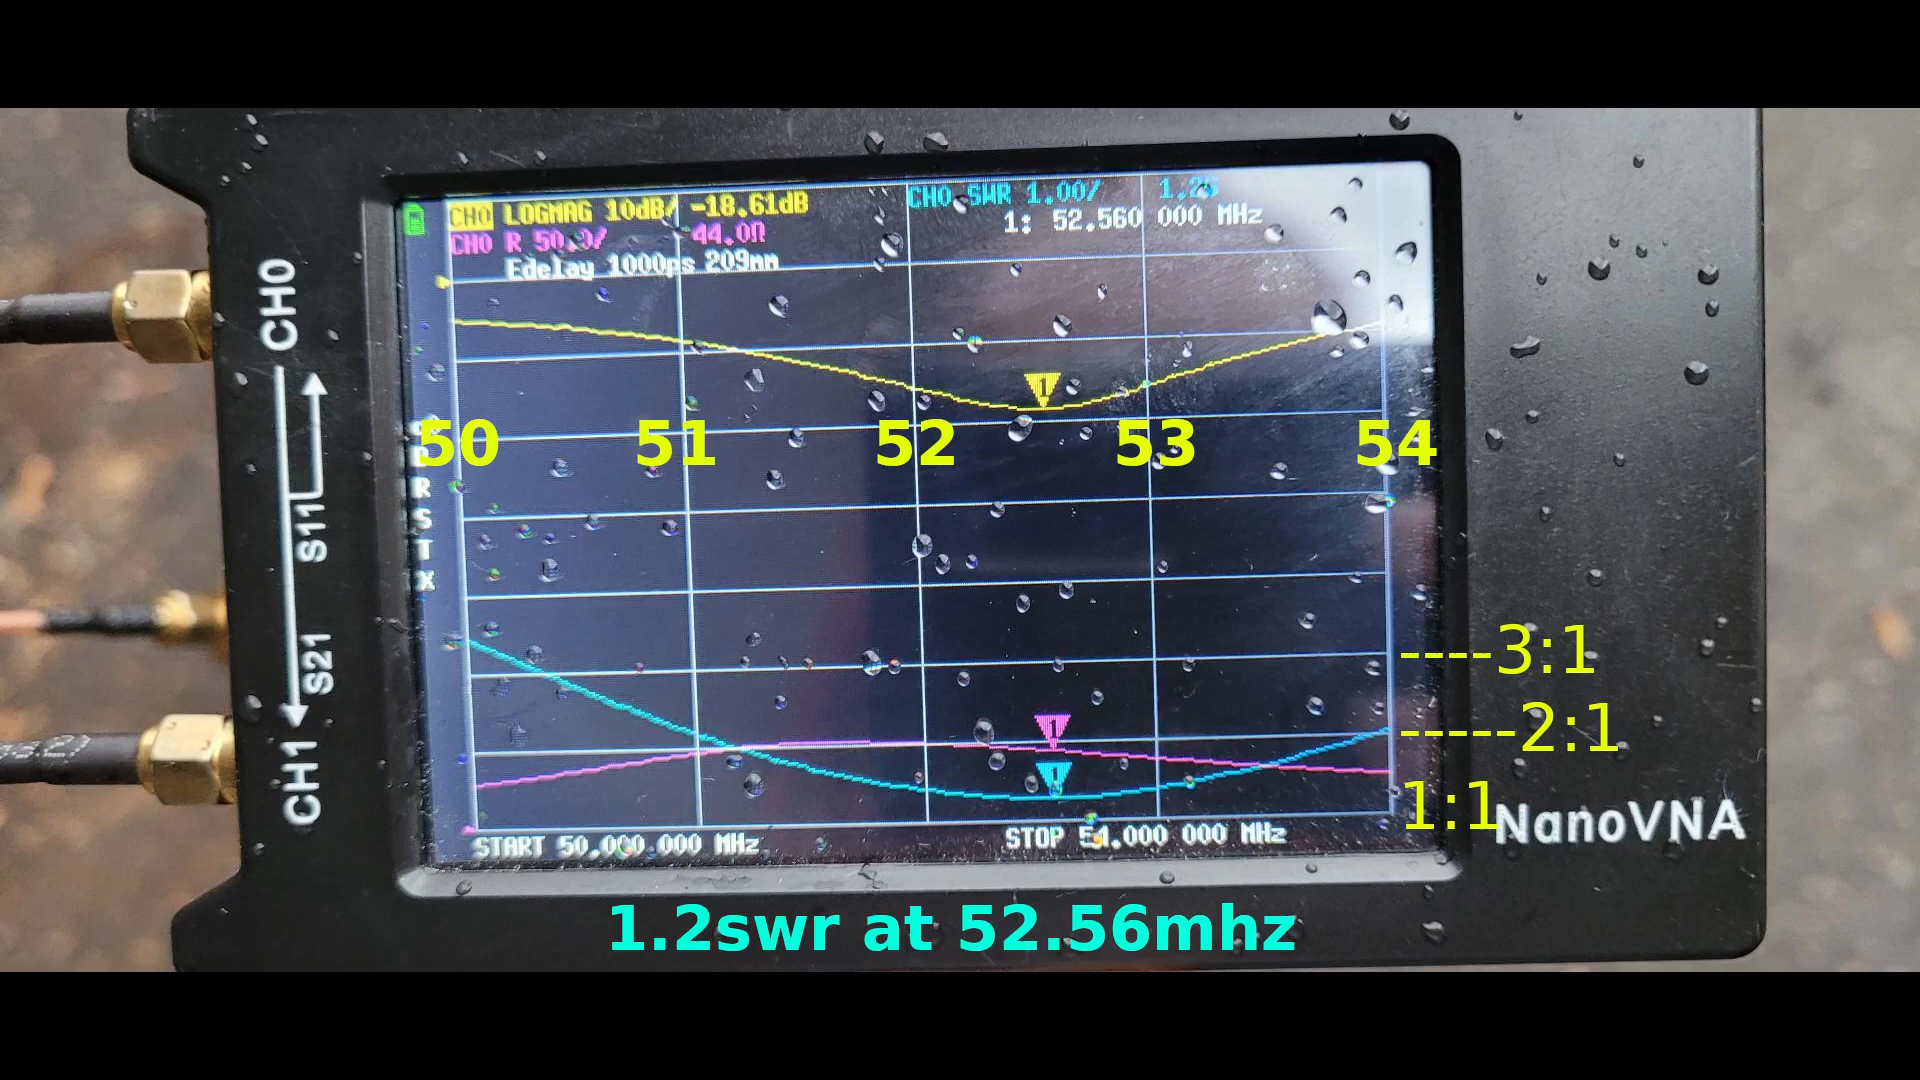 CH0 LOGMAG 10dB/ -18.61dB
CH0 SWR 1.00/ 1.26
CH0 R 50.0/ 44.0Ω
1: 52.560 000 MHz
Edelay 1000ps 209mm
CH0
S11
S21
CH1
50 51 52 53 54
R
S
T
X
----3:1
-----2:1
1:1
NanoVNA
START 50.000 000 MHz
STOP 54.000 000 MHz
1.2swr at 52.56mhz